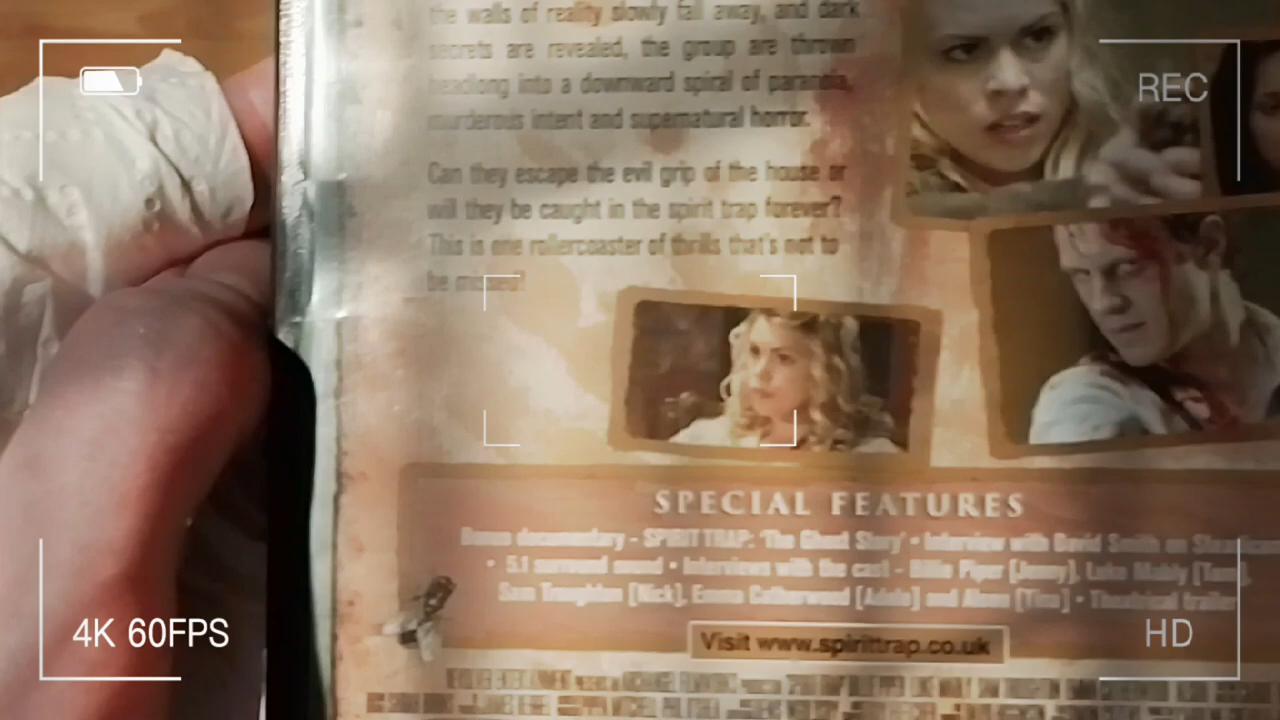 the walls of reality slowly fall away, and dark
secrets are revealed, the group are thrown
headlong into a downward spiral of paranoia,
murderous intent and supernatural horror.
Can they escape the evil grip of the house or
will they be caught in the spirit trap forever?
This is one rollercoaster of thrills that's not to
be missed!
REC
SPECIAL FEATURES
Bonus documentary - SPIRIT TRAP: 'The Ghost Story' • Interview with David Smith on
• 5.1 surround sound • Interviews with the cast - Billie Piper [Jenny], Luke Mably [Tom],
Sam Troughton [Nick], Emma Catherwood [Adele] and Alsou [Tina] • Theatrical trailer
Visit www.spirittrap.co.uk
4K 60FPS
HD